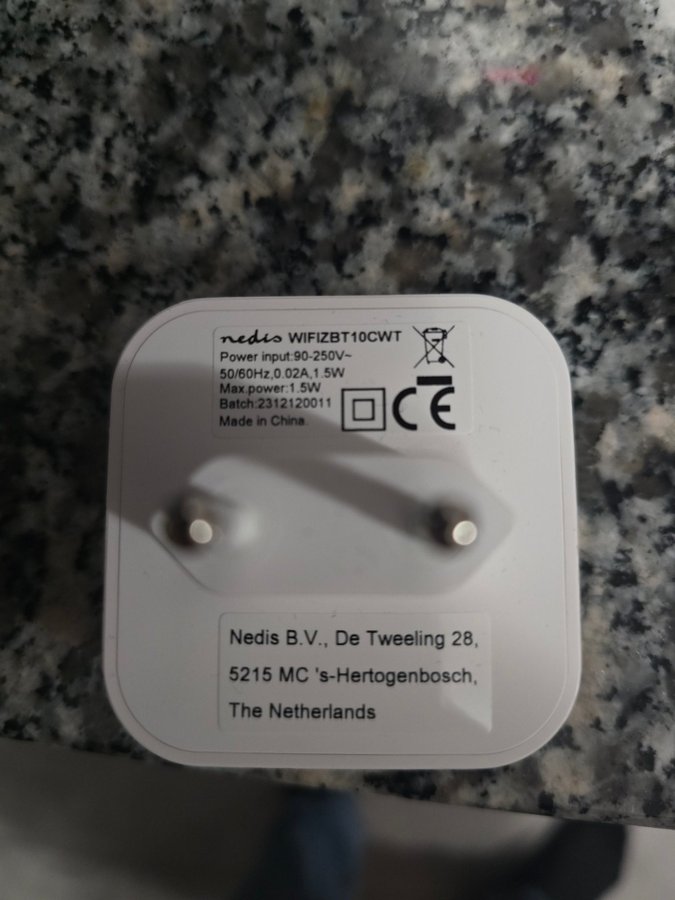 nedis WIFIZBT10CWT
Power input:90-250V~
50/60Hz,0.02A,1.5W
Max.power:1.5W
Batch:2312120011
Made in China.
CE
Nedis B.V., De Tweeling 28,
5215 MC 's-Hertogenbosch,
The Netherlands